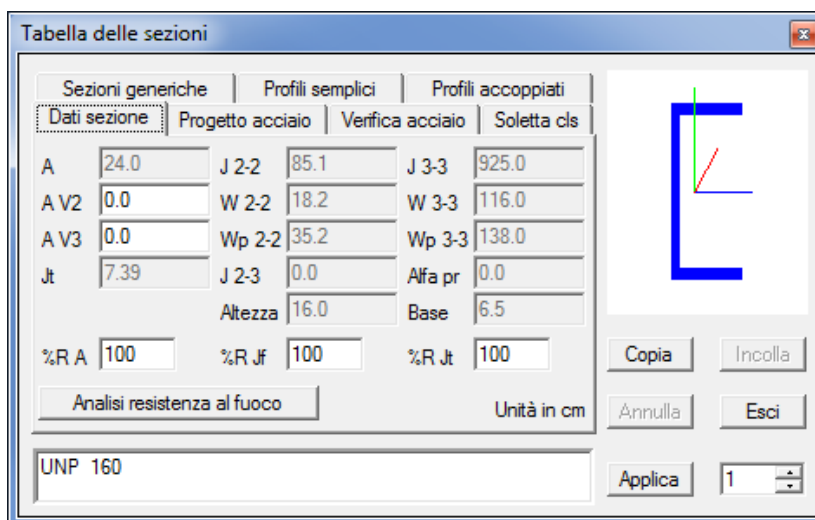 Tabella delle sezioni
Sezioni generiche Profili semplici Profili accoppiati
Dati sezione Progetto acciaio Verifica acciaio Soletta cls
A 24.0 J 2-2 85.1 J 3-3 925.0
A V2 0.0 W 2-2 18.2 W 3-3 116.0
A V3 0.0 Wp 2-2 35.2 Wp 3-3 138.0
Jt 7.39 J 2-3 0.0 Alfa pr 0.0
Altezza 16.0 Base 6.5
%R A 100 %R Jf 100 %R Jt 100
Copia Incolla
Analisi resistenza al fuoco Unità in cm
Annulla Esci
UNP 160
Applica 1